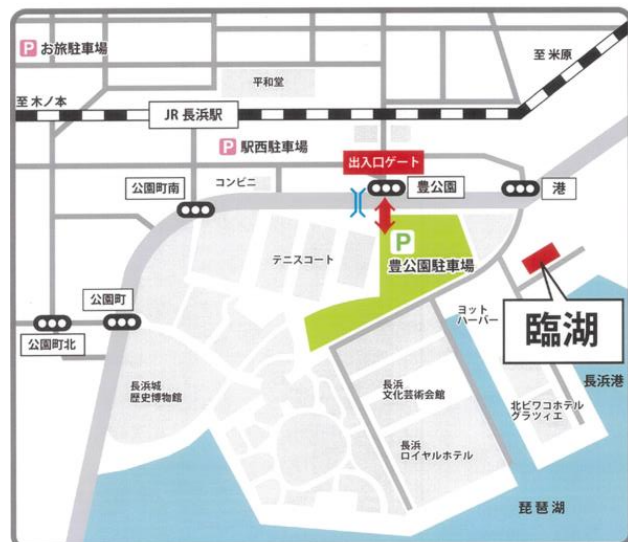 P お旅駐車場
至 米原
平和堂
至 木ノ本
JR 長浜駅
P 駅西駐車場
出入口ゲート
公園町南
コンビニ
豊公園
港
P
豊公園駐車場
テニスコート
臨湖
公園町
公園町北
ヨット
ハーバー
長浜港
長浜城
歴史博物館
長浜
文化芸術会館
北ビワコホテル
グラツィエ
長浜
ロイヤルホテル
琵琶湖